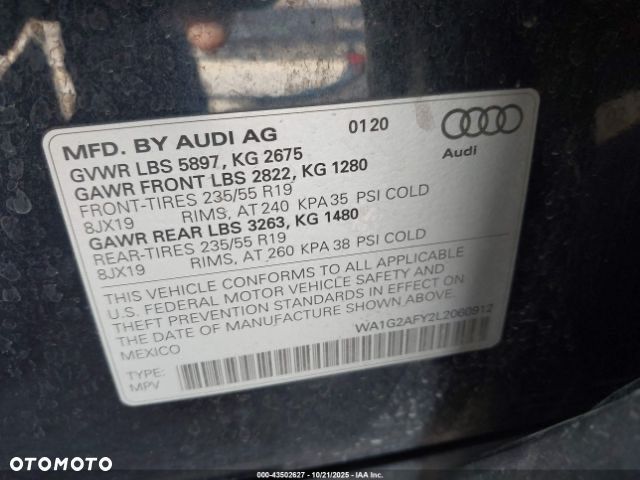 MFD. BY AUDI AG 0120
GVWR LBS 5897, KG 2675
GAWR FRONT LBS 2822, KG 1280
FRONT-TIRES 235/55 R19
8JX19 RIMS, AT 240 KPA 35 PSI COLD
GAWR REAR LBS 3263, KG 1480
REAR-TIRES 235/55 R19
8JX19 RIMS, AT 260 KPA 38 PSI COLD
Audi
THIS VEHICLE CONFORMS TO ALL APPLICABLE
U.S. FEDERAL MOTOR VEHICLE SAFETY AND
THEFT PREVENTION STANDARDS IN EFFECT ON
THE DATE OF MANUFACTURE SHOWN ABOVE.
MEXICO WA1G2AFY2L2060912
TYPE:
MPV
OTOMOTO
000-43502627 - 10/21/2025 - IAA Inc.